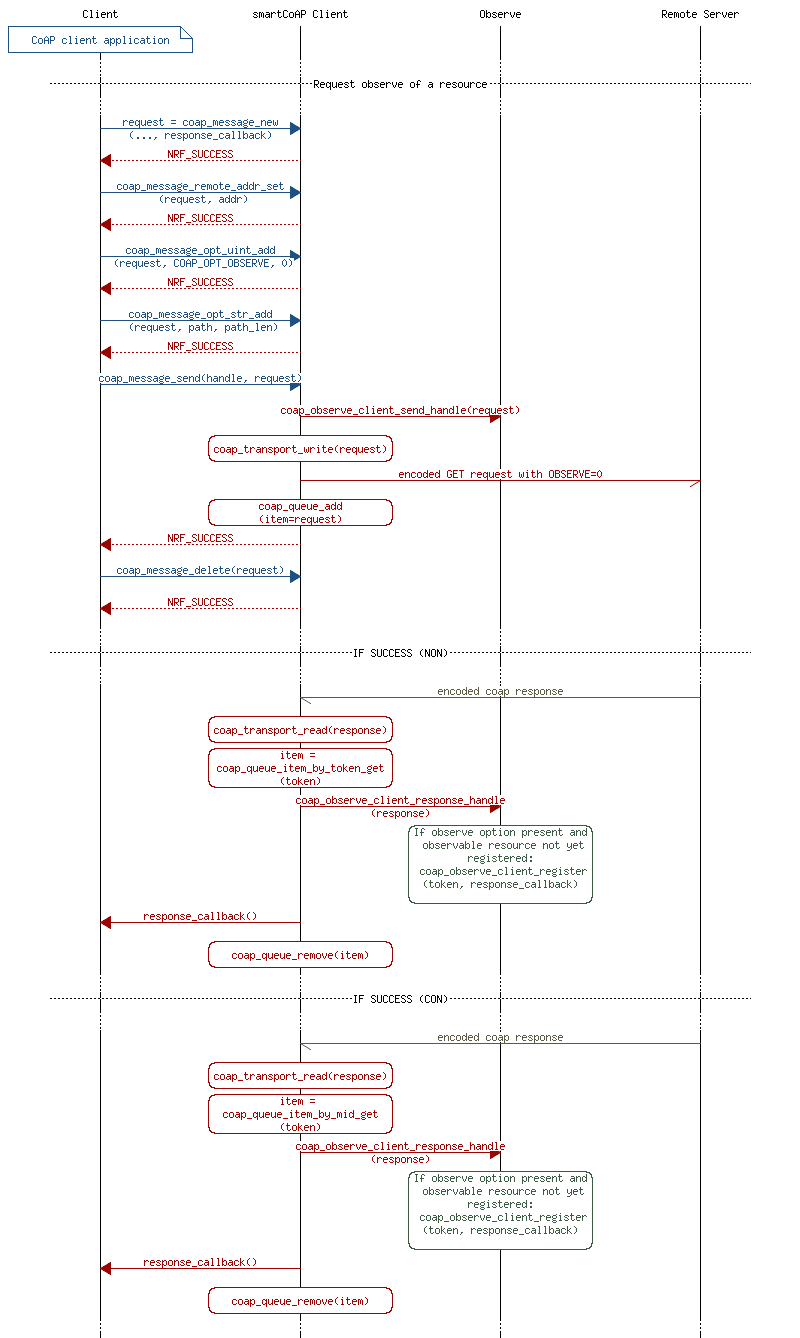 Client
smartCoAP Client
Observe
Remote Server
CoAP client application
Request observe of a resource
request = coap_message_new
(..., response_callback)
NRF_SUCCESS
coap_message_remote_addr_set
(request, addr)
NRF_SUCCESS
coap_message_opt_uint_add
(request, COAP_OPT_OBSERVE, 0)
NRF_SUCCESS
coap_message_opt_str_add
(request, path, path_len)
NRF_SUCCESS
coap_message_send(handle, request)
coap_observe_client_send_handle(request)
coap_transport_write(request)
encoded GET request with OBSERVE=0
coap_queue_add
(item=request)
NRF_SUCCESS
coap_message_delete(request)
NRF_SUCCESS
IF SUCCESS (NON)
encoded coap response
coap_transport_read(response)
item =
coap_queue_item_by_token_get
(token)
coap_observe_client_response_handle
(response)
If observe option present and
observable resource not yet
registered:
coap_observe_client_register
(token, response_callback)
response_callback()
coap_queue_remove(item)
IF SUCCESS (CON)
encoded coap response
coap_transport_read(response)
item =
coap_queue_item_by_mid_get
(token)
coap_observe_client_response_handle
(response)
If observe option present and
observable resource not yet
registered:
coap_observe_client_register
(token, response_callback)
response_callback()
coap_queue_remove(item)